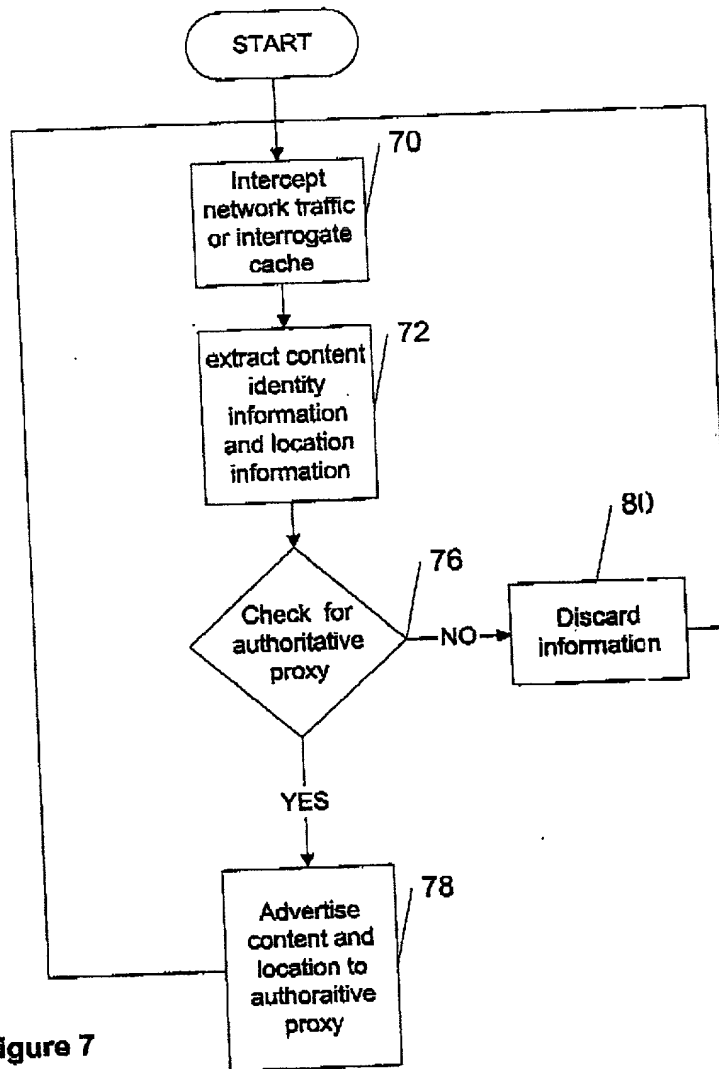 START
70
Intercept
network traffic
or interrogate
cache
72
extract content
identity
information
and location
information
76
Check for
authoritative
proxy
NO
80
Discard
information
YES
78
Advertise
content and
location to
authoraitive
proxy
igure 7